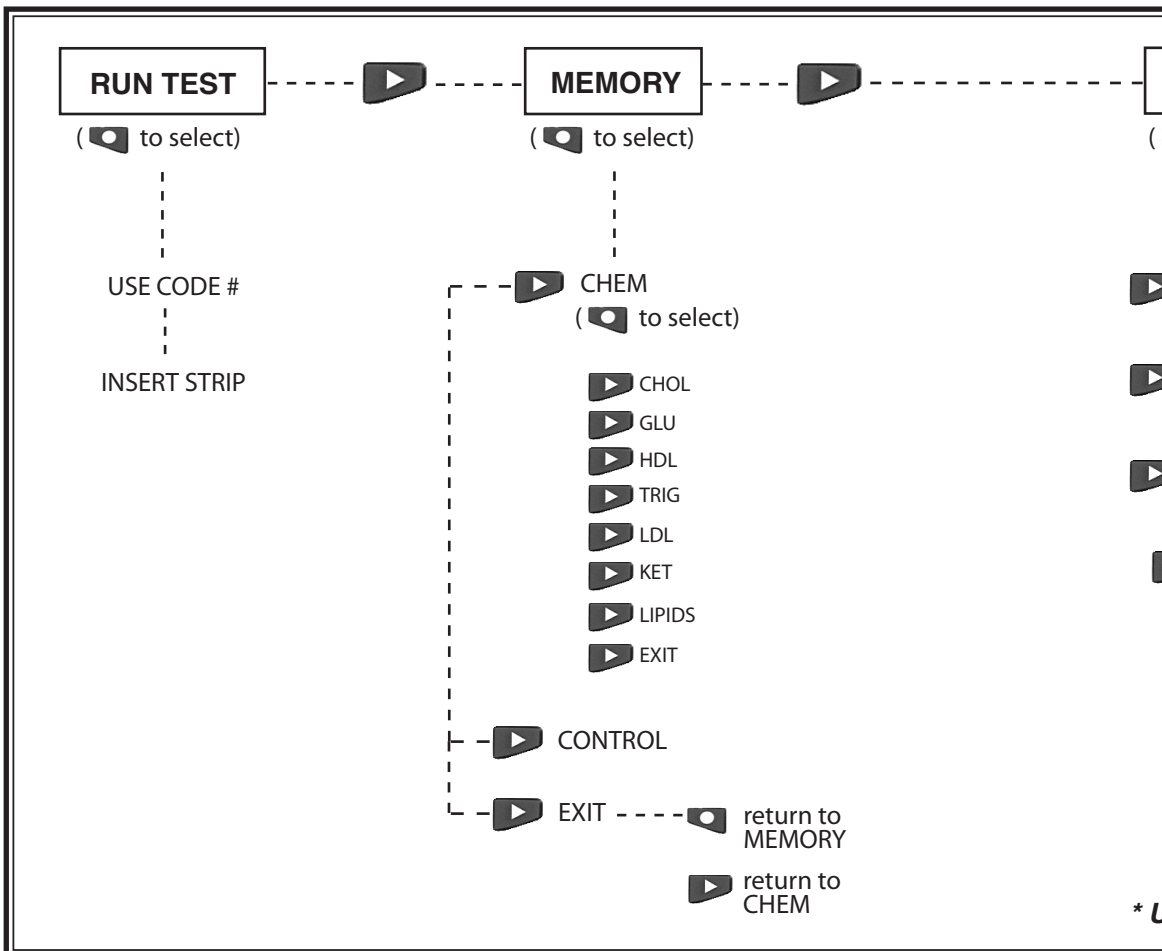 RUN TEST
( to select)
USE CODE #
INSERT STRIP
MEMORY
( to select)
CHEM
( to select)
CHOL
GLU
HDL
TRIG
LDL
KET
LIPIDS
EXIT
CONTROL
EXIT
return to
MEMORY
return to
CHEM
(
*